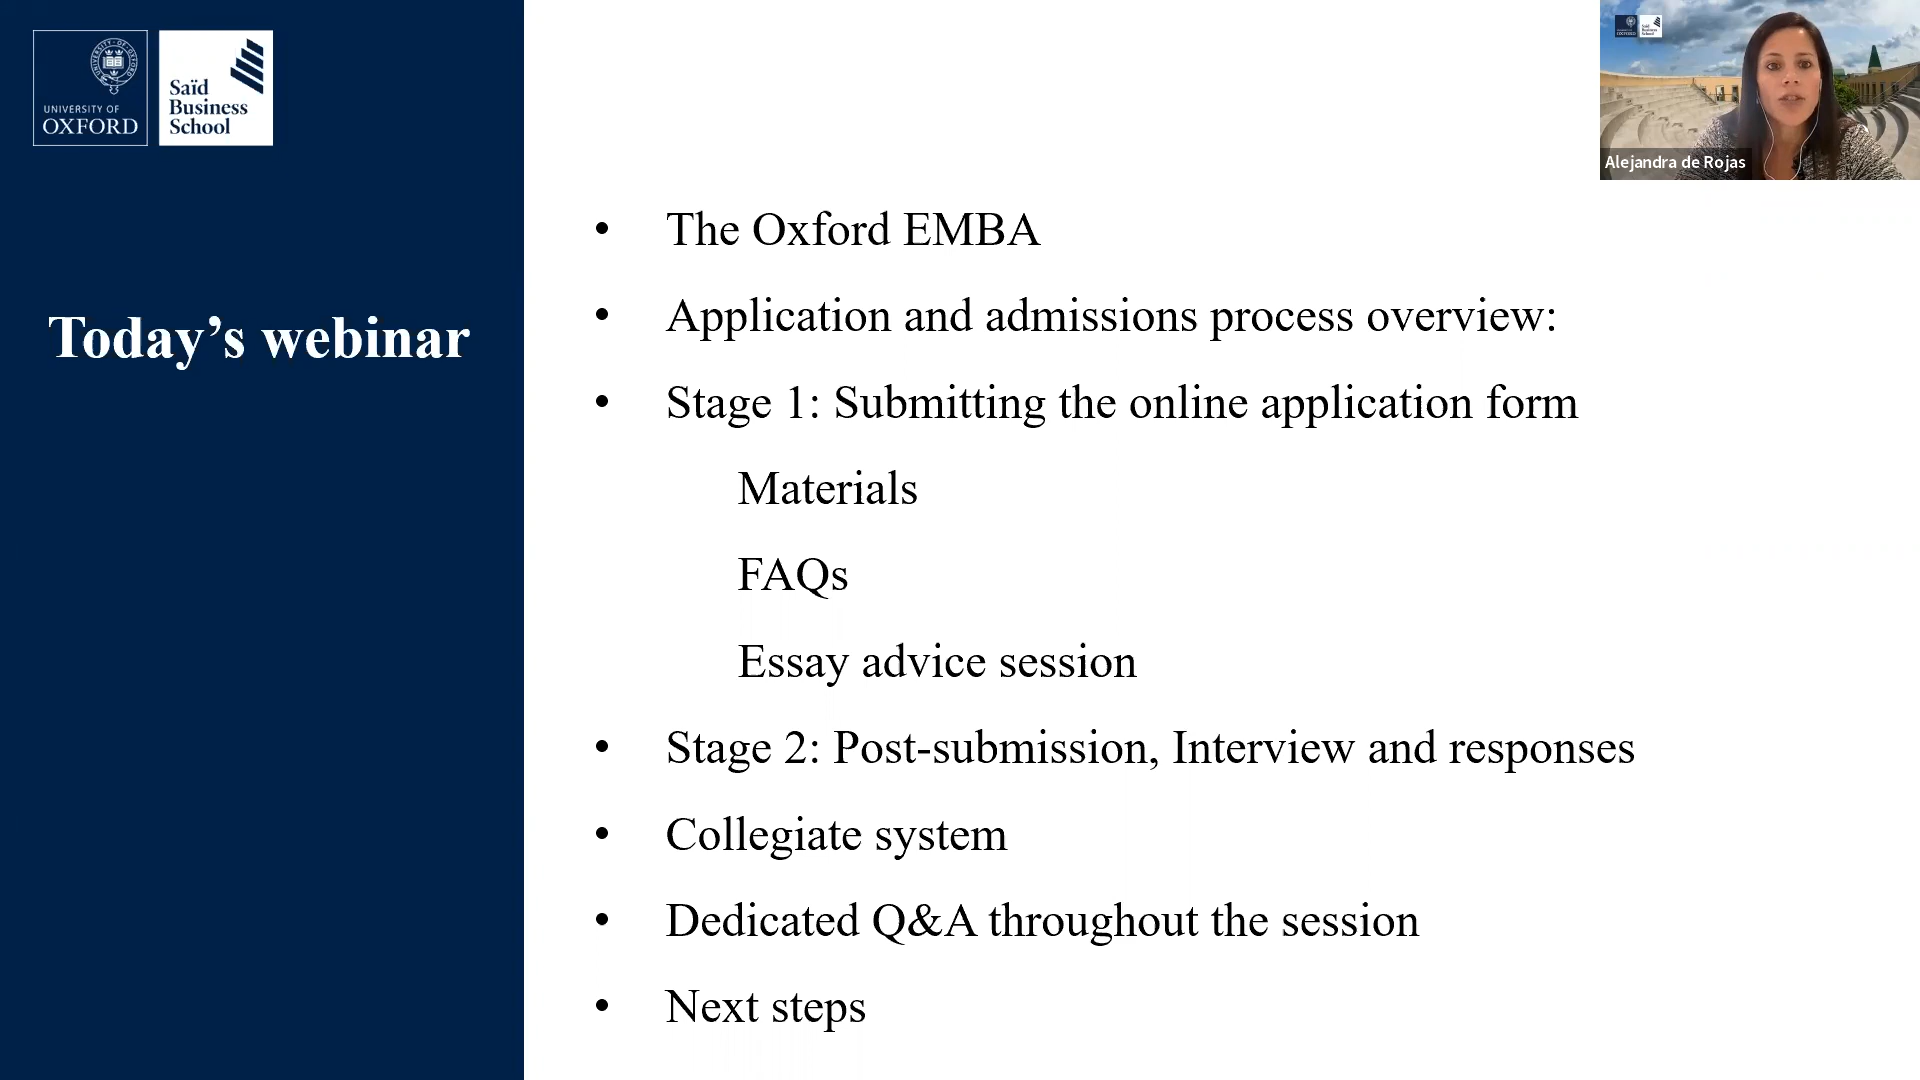 UNIVERSITY OF
OXFORD
Saïd
Business
School
Today’s webinar
• The Oxford EMBA
• Application and admissions process overview:
• Stage 1: Submitting the online application form
Materials
FAQs
Essay advice session
• Stage 2: Post-submission, Interview and responses
• Collegiate system
• Dedicated Q&A throughout the session
• Next steps
Alejandra de Rojas